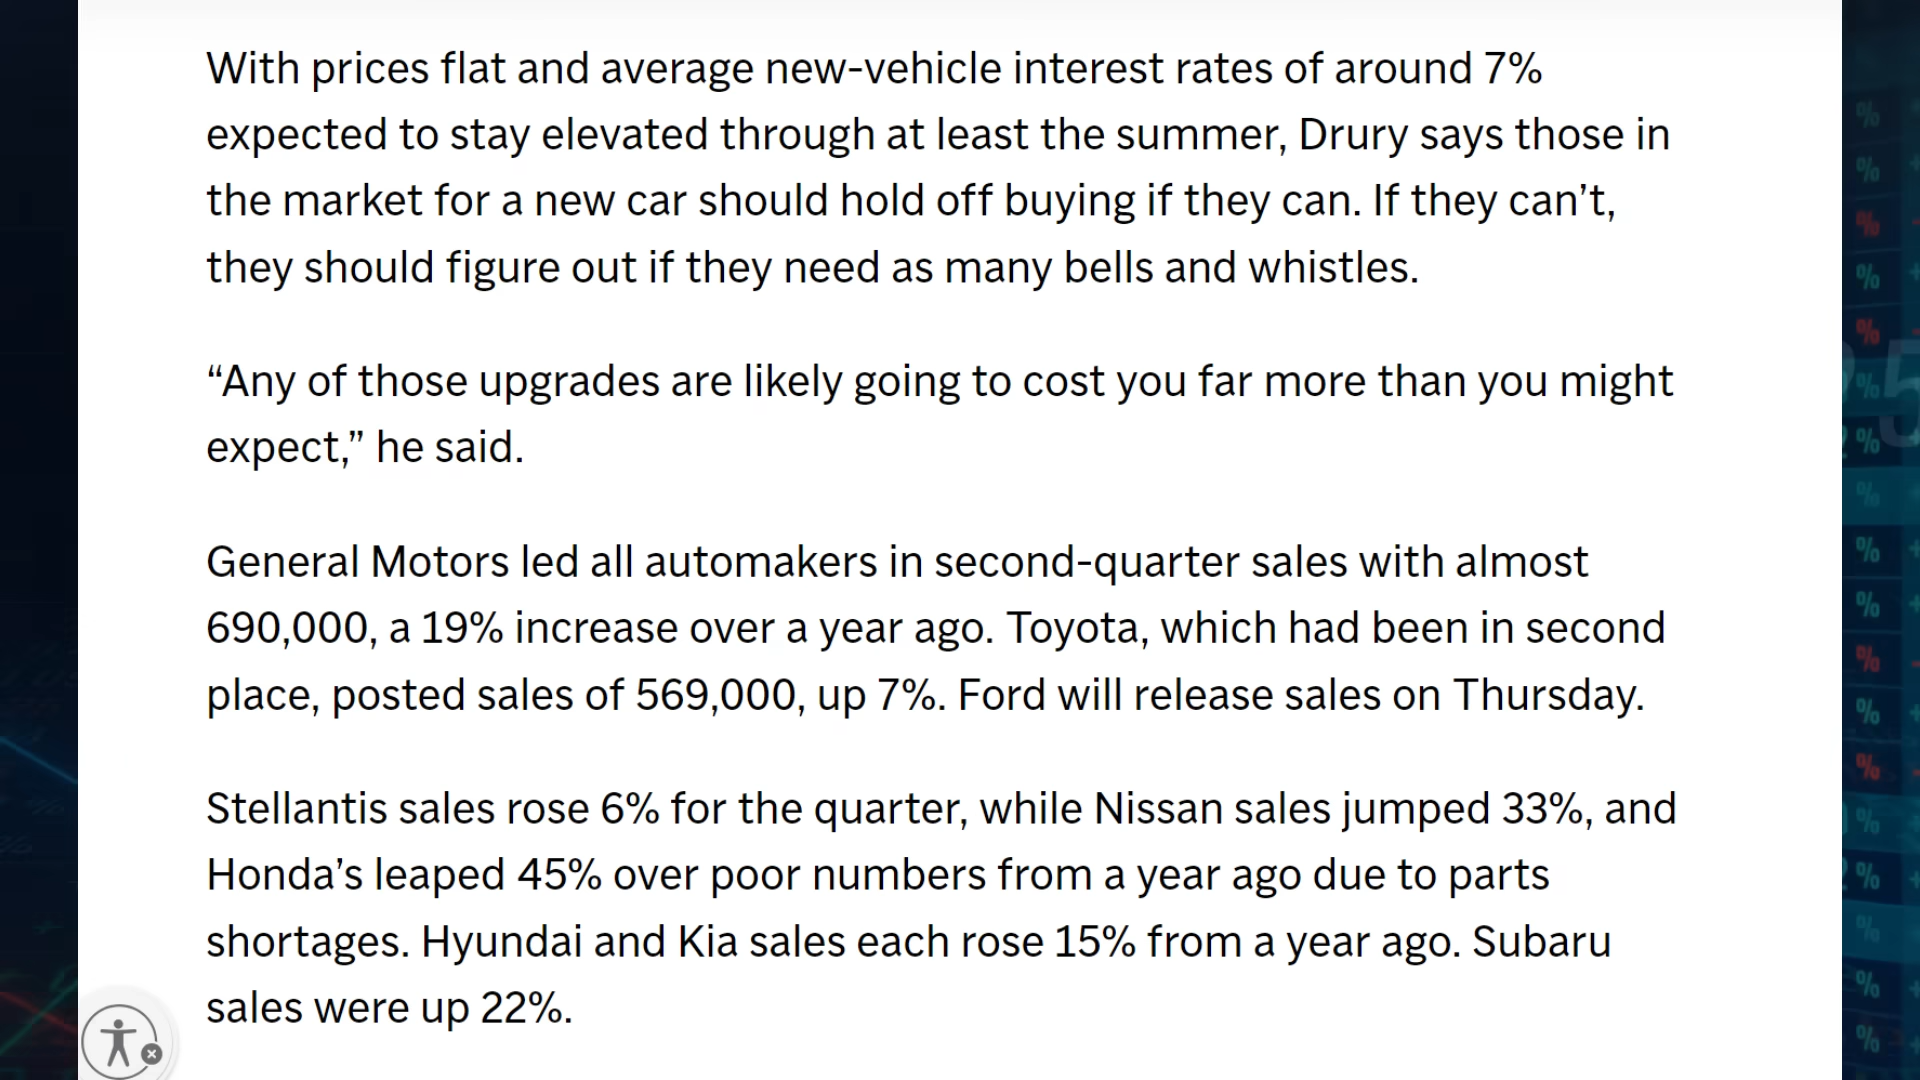 With prices flat and average new-vehicle interest rates of around 7%
expected to stay elevated through at least the summer, Drury says those in
the market for a new car should hold off buying if they can. If they can’t,
they should figure out if they need as many bells and whistles.
“Any of those upgrades are likely going to cost you far more than you might
expect,” he said.
General Motors led all automakers in second-quarter sales with almost
690,000, a 19% increase over a year ago. Toyota, which had been in second
place, posted sales of 569,000, up 7%. Ford will release sales on Thursday.
Stellantis sales rose 6% for the quarter, while Nissan sales jumped 33%, and
Honda’s leaped 45% over poor numbers from a year ago due to parts
shortages. Hyundai and Kia sales each rose 15% from a year ago. Subaru
sales were up 22%.